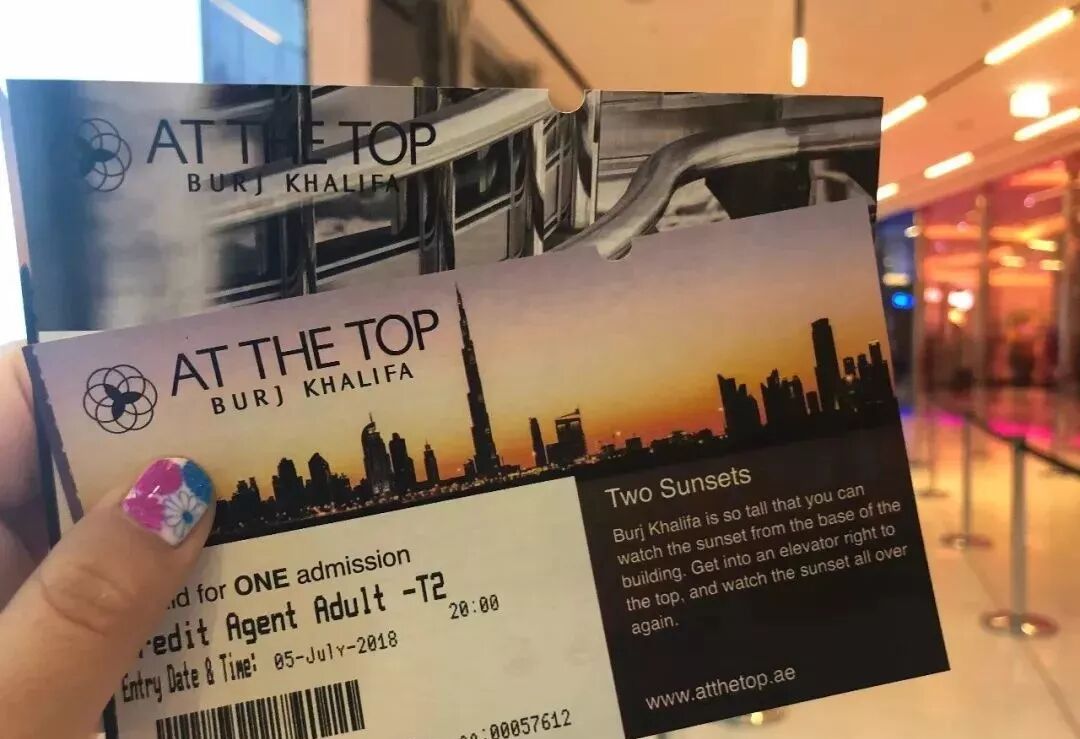 AT THE TOP
BURJ KHALIFA
AT THE TOP
BURJ KHALIFA
Two Sunsets
Burj Khalifa is so tall that you can
watch the sunset from the base of the
building. Get into an elevator right to
the top, and watch the sunset all over
again.
www.atthetop.ae
for ONE admission
Agent Adult -T2
Entry Date & Time: 05-July-2018 20:00
:00057612